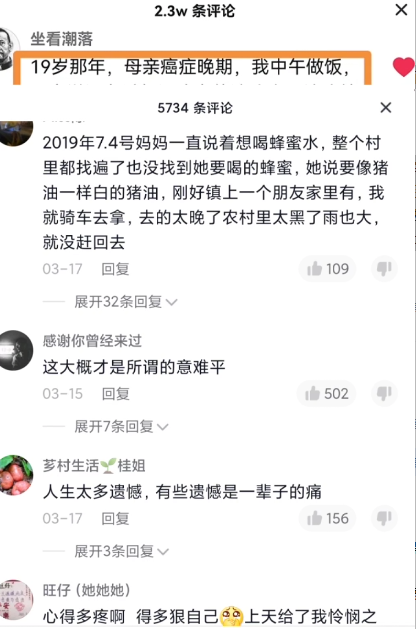 2.3w 条评论
坐看潮落
19岁那年，母亲癌症晚期，我中午做饭，
5734 条评论
2019年7.4号妈妈一直说着想喝蜂蜜水，整个村
里都找遍了也没找到她要喝的蜂蜜，她说要像猪
油一样白的猪油，刚好镇上一个朋友家里有，我
就骑车去拿，去的太晚了农村里太黑了雨也大，
就没赶回去
03-17 回复
109
展开32条回复
感谢你曾经来过
这大概才是所谓的意难平
03-15 回复
502
展开7条回复
芗村生活🌱桂姐
人生太多遗憾，有些遗憾是一辈子的痛
03-17 回复
156
展开3条回复
旺仔 (她她她)
心得多疼啊 得多狠自己🥺上天给了我怜悯之